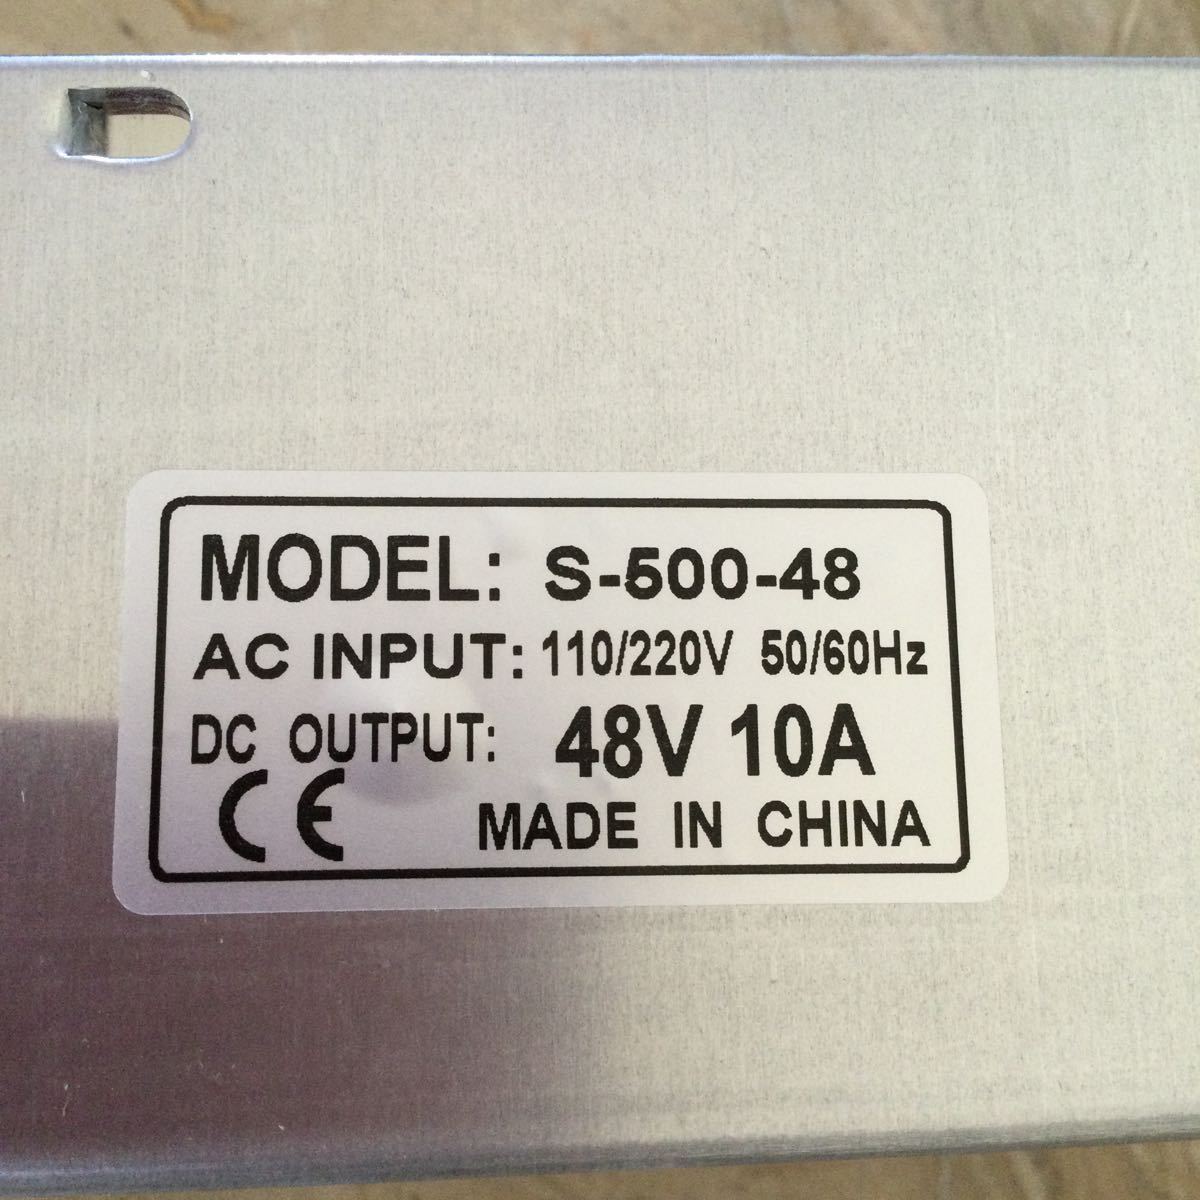 MODEL: S-500-48
AC INPUT: 110/220V 50/60Hz
DC OUTPUT: 48V 10A
CE MADE IN CHINA